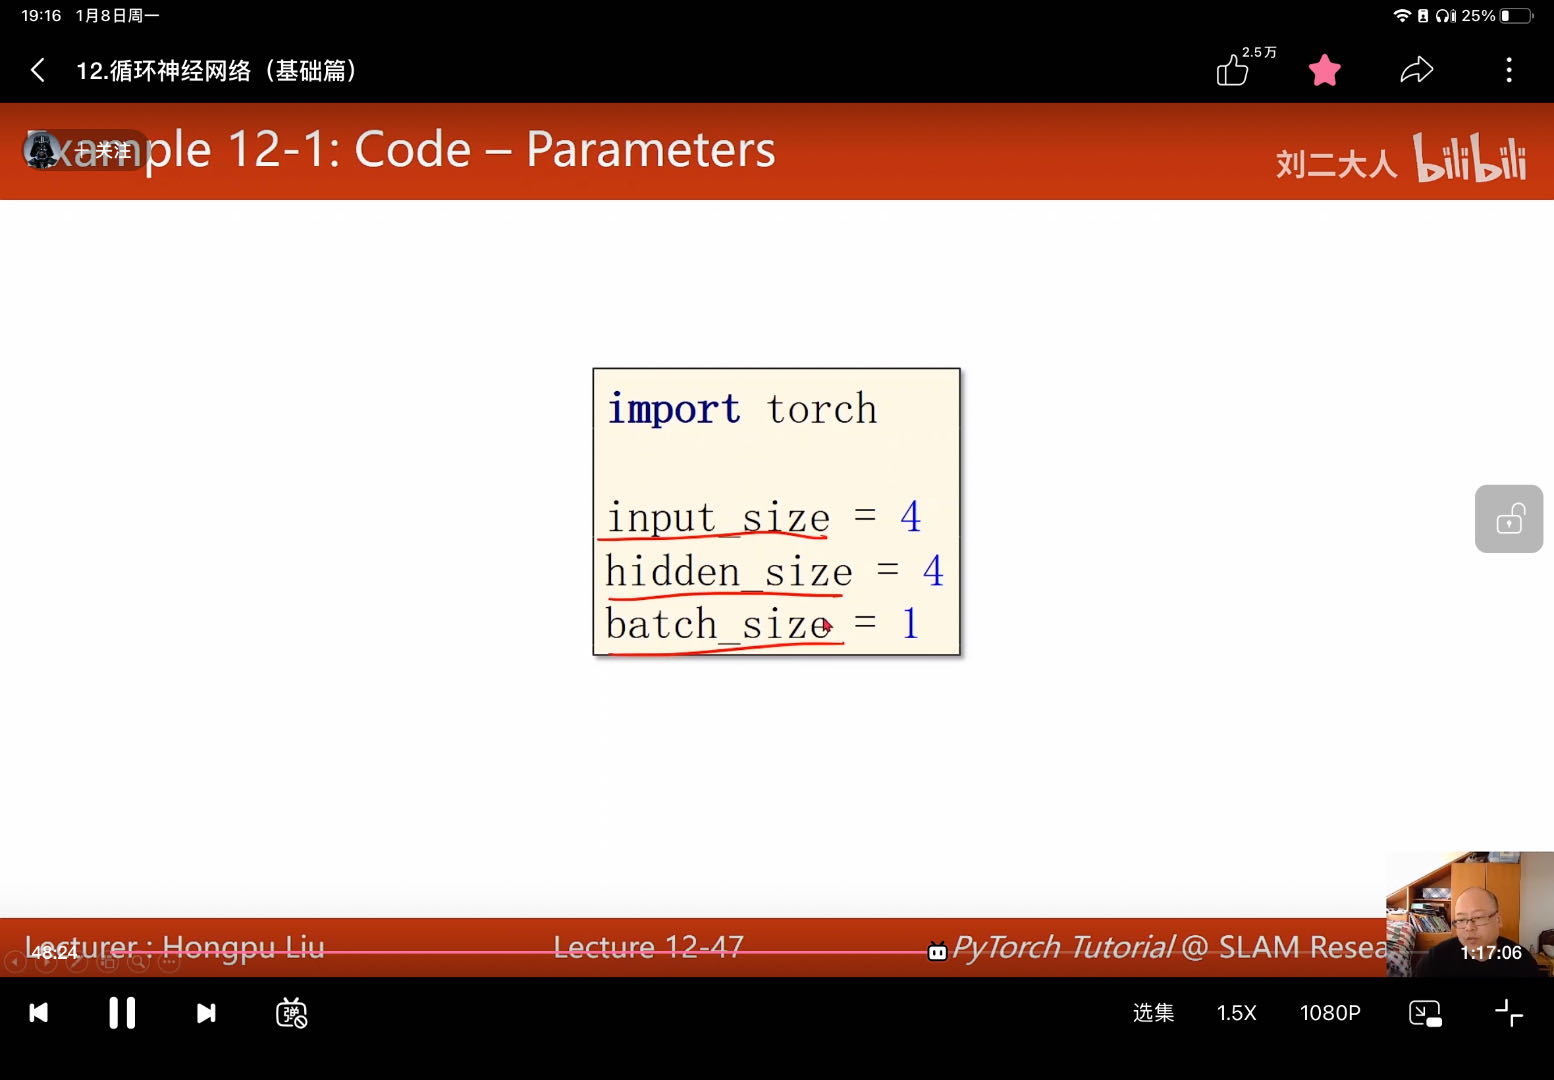 19:16 1月8日周一
25%
12.循环神经网络（基础篇）
2.5万
Example 12-1: Code – Parameters
+关注
刘二大人 bilibili
import torch
input_size = 4
hidden_size = 4
batch_size = 1
Lecturer : Hongpu Liu
Lecture 12-47
PyTorch Tutorial @ SLAM Resea
48:24
1:17:06
弹
选集
1.5X
1080P